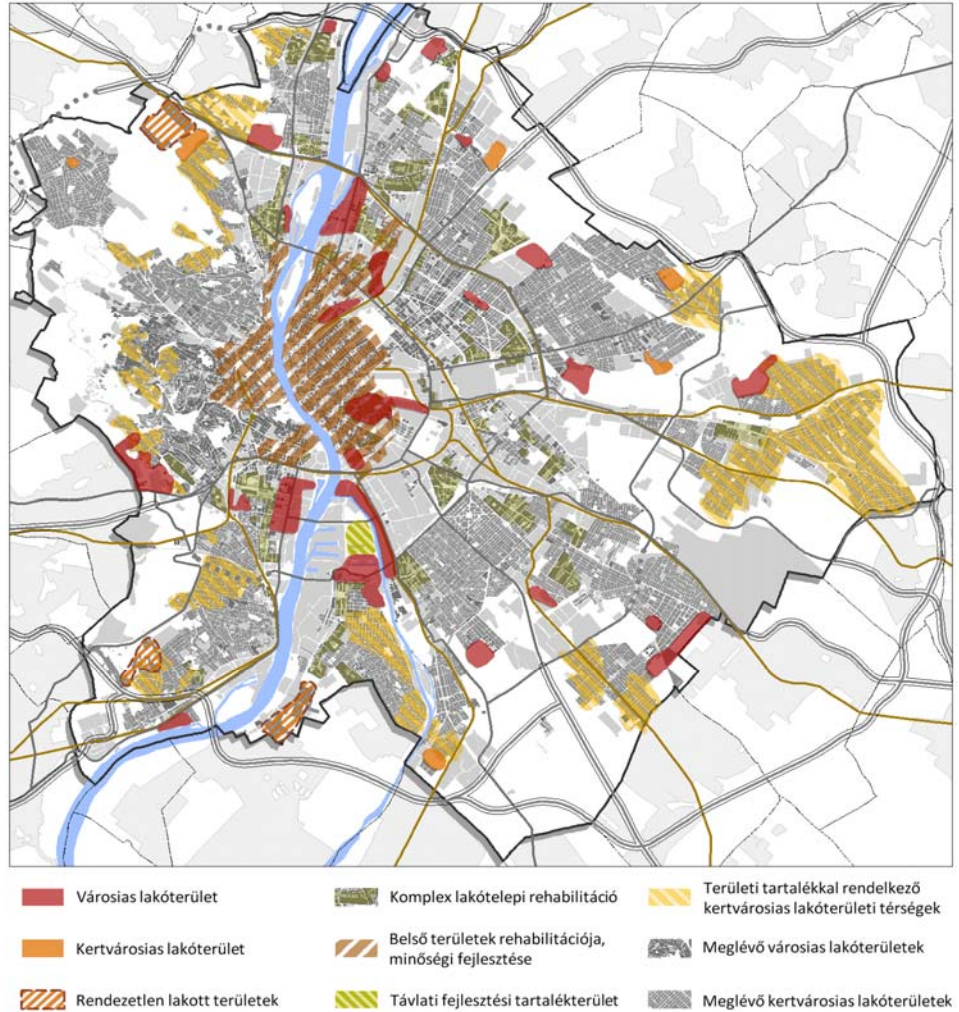 Városias lakóterület
Kertvárosias lakóterület
Rendezetlen lakott területek
Komplex lakótelepi rehabilitáció
Belső területek rehabilitációja,
minőségi fejlesztése
Távlati fejlesztési tartalékterület
Területi tartalékkal rendelkező
kertvárosias lakóterületi térségek
Meglévő városias lakóterületek
Meglévő kertvárosias lakóterületek